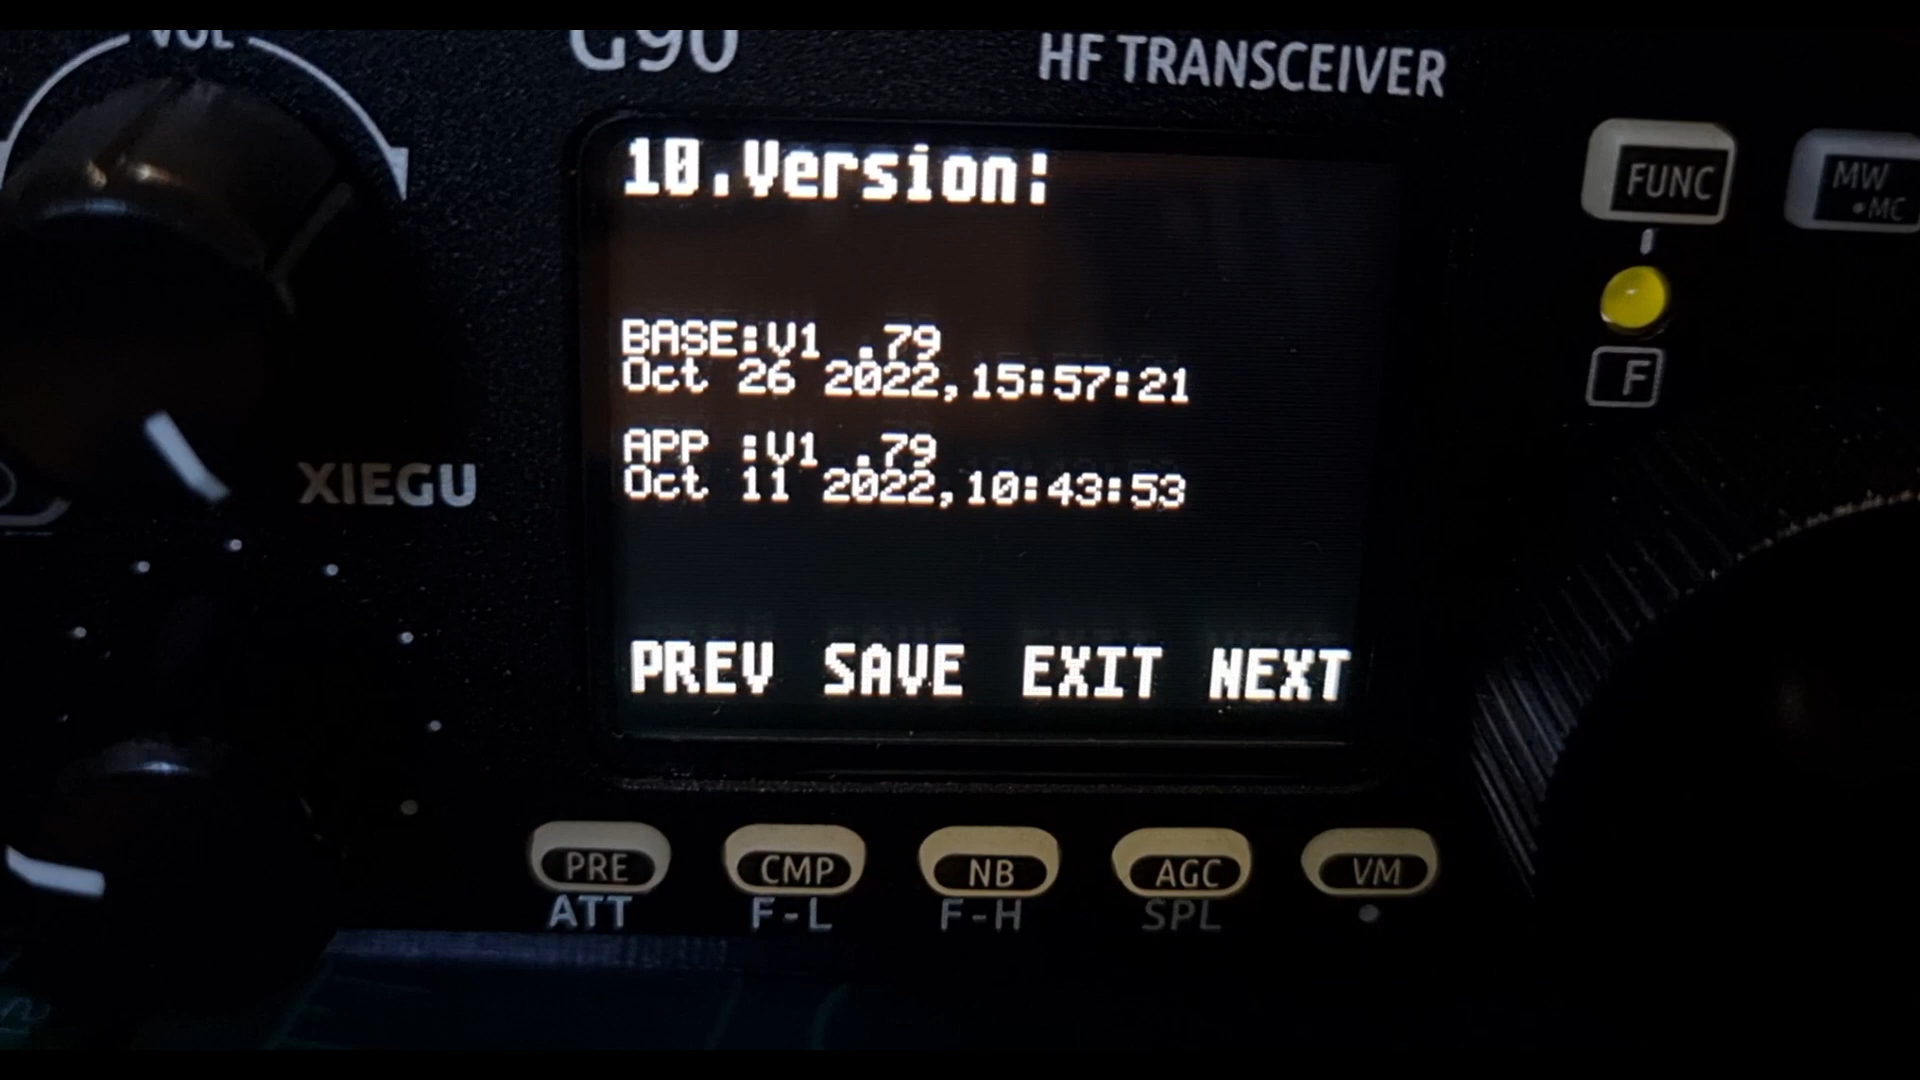 VOL
G90
HF TRANSCEIVER
10.Version:
FUNC
MW
•MC
BASE:V1 .79
Oct 26 2022,15:57:21
F
APP :V1 .79
Oct 11 2022,10:43:53
XIEGU
PREV SAVE EXIT NEXT
PRE CMP NB AGC VM
ATT F-L F-H SPL •